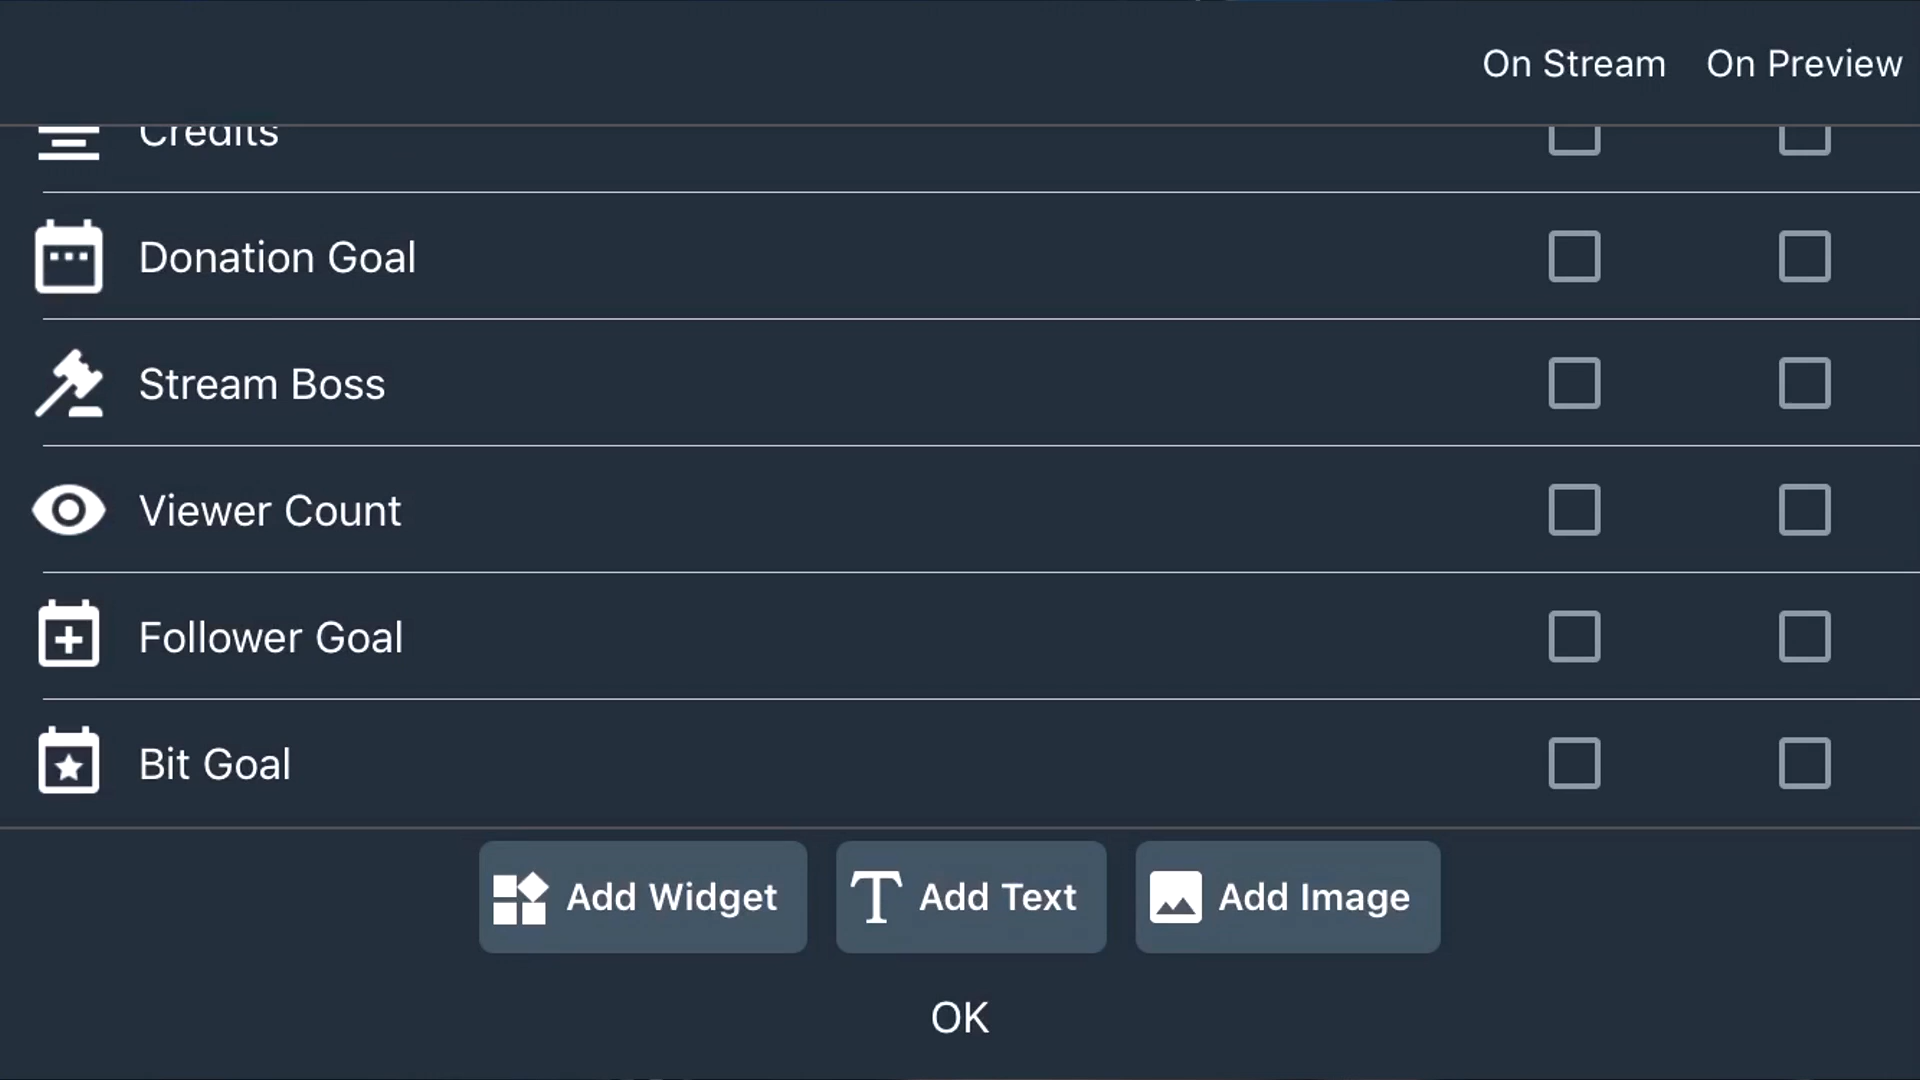 On Stream On Preview
Credits
Donation Goal
Stream Boss
Viewer Count
Follower Goal
Bit Goal
Add Widget Add Text Add Image
OK